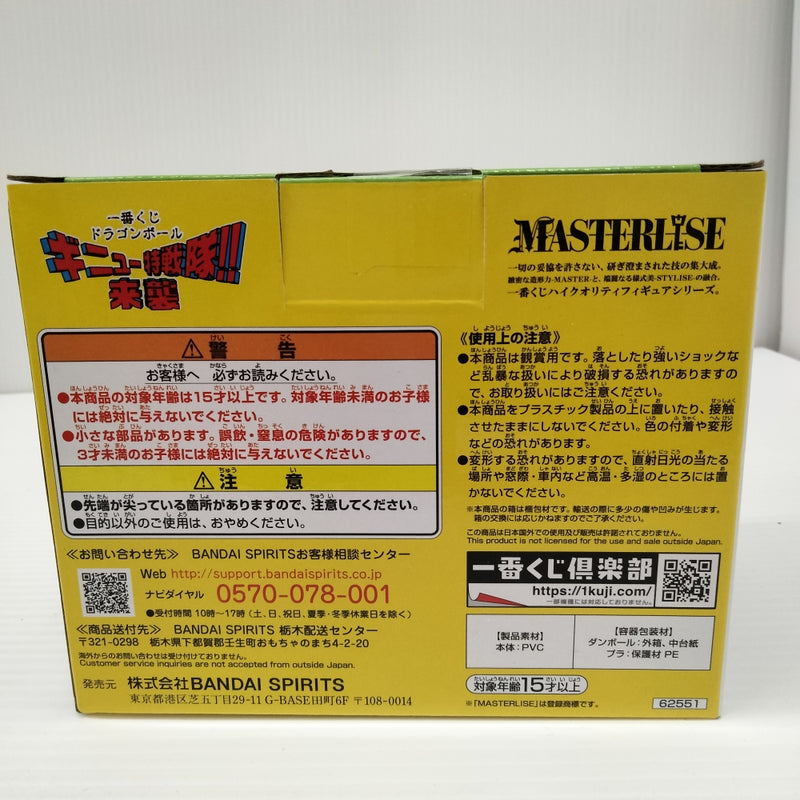 一番くじ
ドラゴンボール
ギニュー特戦隊!!!
来襲
MASTERLISE
一切の妥協を許さない、研ぎ澄まされた技の集大成。
緻密な造形力-MASTER-と、端麗なる様式美-STYLISE-の融合。
一番くじハイクオリティフィギュアシリーズ。
警告
お客様へ 必ずお読みください。
●本商品の対象年齢は15才以上です。対象年齢未満のお子様
には絶対に与えないでください。
●小さな部品があります。誤飲・窒息の危険がありますので、
3才未満のお子様には絶対に与えないでください。
注意
●先端が尖っている箇所がありますので、注意してください。
●目的以外のご使用は、おやめください。
≪お問い合わせ先≫ BANDAI SPIRITSお客様相談センター
Web http://support.bandaispirits.co.jp
ナビダイヤル 0570-078-001
●受付時間 10時〜17時(土、日、祝日、夏季・冬季休業日を除く)
≪商品送付先≫ BANDAI SPIRITS 栃木配送センター
〒321-0298 栃木県下都賀郡壬生町おもちゃのまち4-2-20
海外からのお問い合わせは受け付けておりません。
Customer service inquiries are not accepted from outside Japan.
発売元 株式会社BANDAI SPIRITS
東京都港区芝五丁目29-11 G-BASE田町6F 〒108-0014
《使用上の注意》
●本商品は観賞用です。落としたり強いショックな
ど乱暴な扱いにより破損する恐れがありますの
で、お取り扱いにはご注意ください。
●本商品をプラスチック製品の上に置いたり、接触
させたままにしないでください。色の付着や変形
などの恐れがあります。
●変形する恐れがありますので、直射日光の当たる
場所や窓際・車内など高温・多湿のところには置
かないでください。
※本商品の箱は梱包材です。輸送の際に多少の傷や凹みが生じます。
箱の交換には応じかねますのでご了承ください。
この商品は日本国外での使用及び販売は許諾されておりません。
This product is not licensed for the use and sale outside Japan.
一番くじ倶楽部
https://1kuji.com/
一部機種には対応しておりません。
【製品素材】
本体:PVC
【容器包装材】
ダンボール:外箱、中台紙
プラ:保護材 PE
対象年齢15才以上
※「MASTERLISE」は登録商標です。
62551